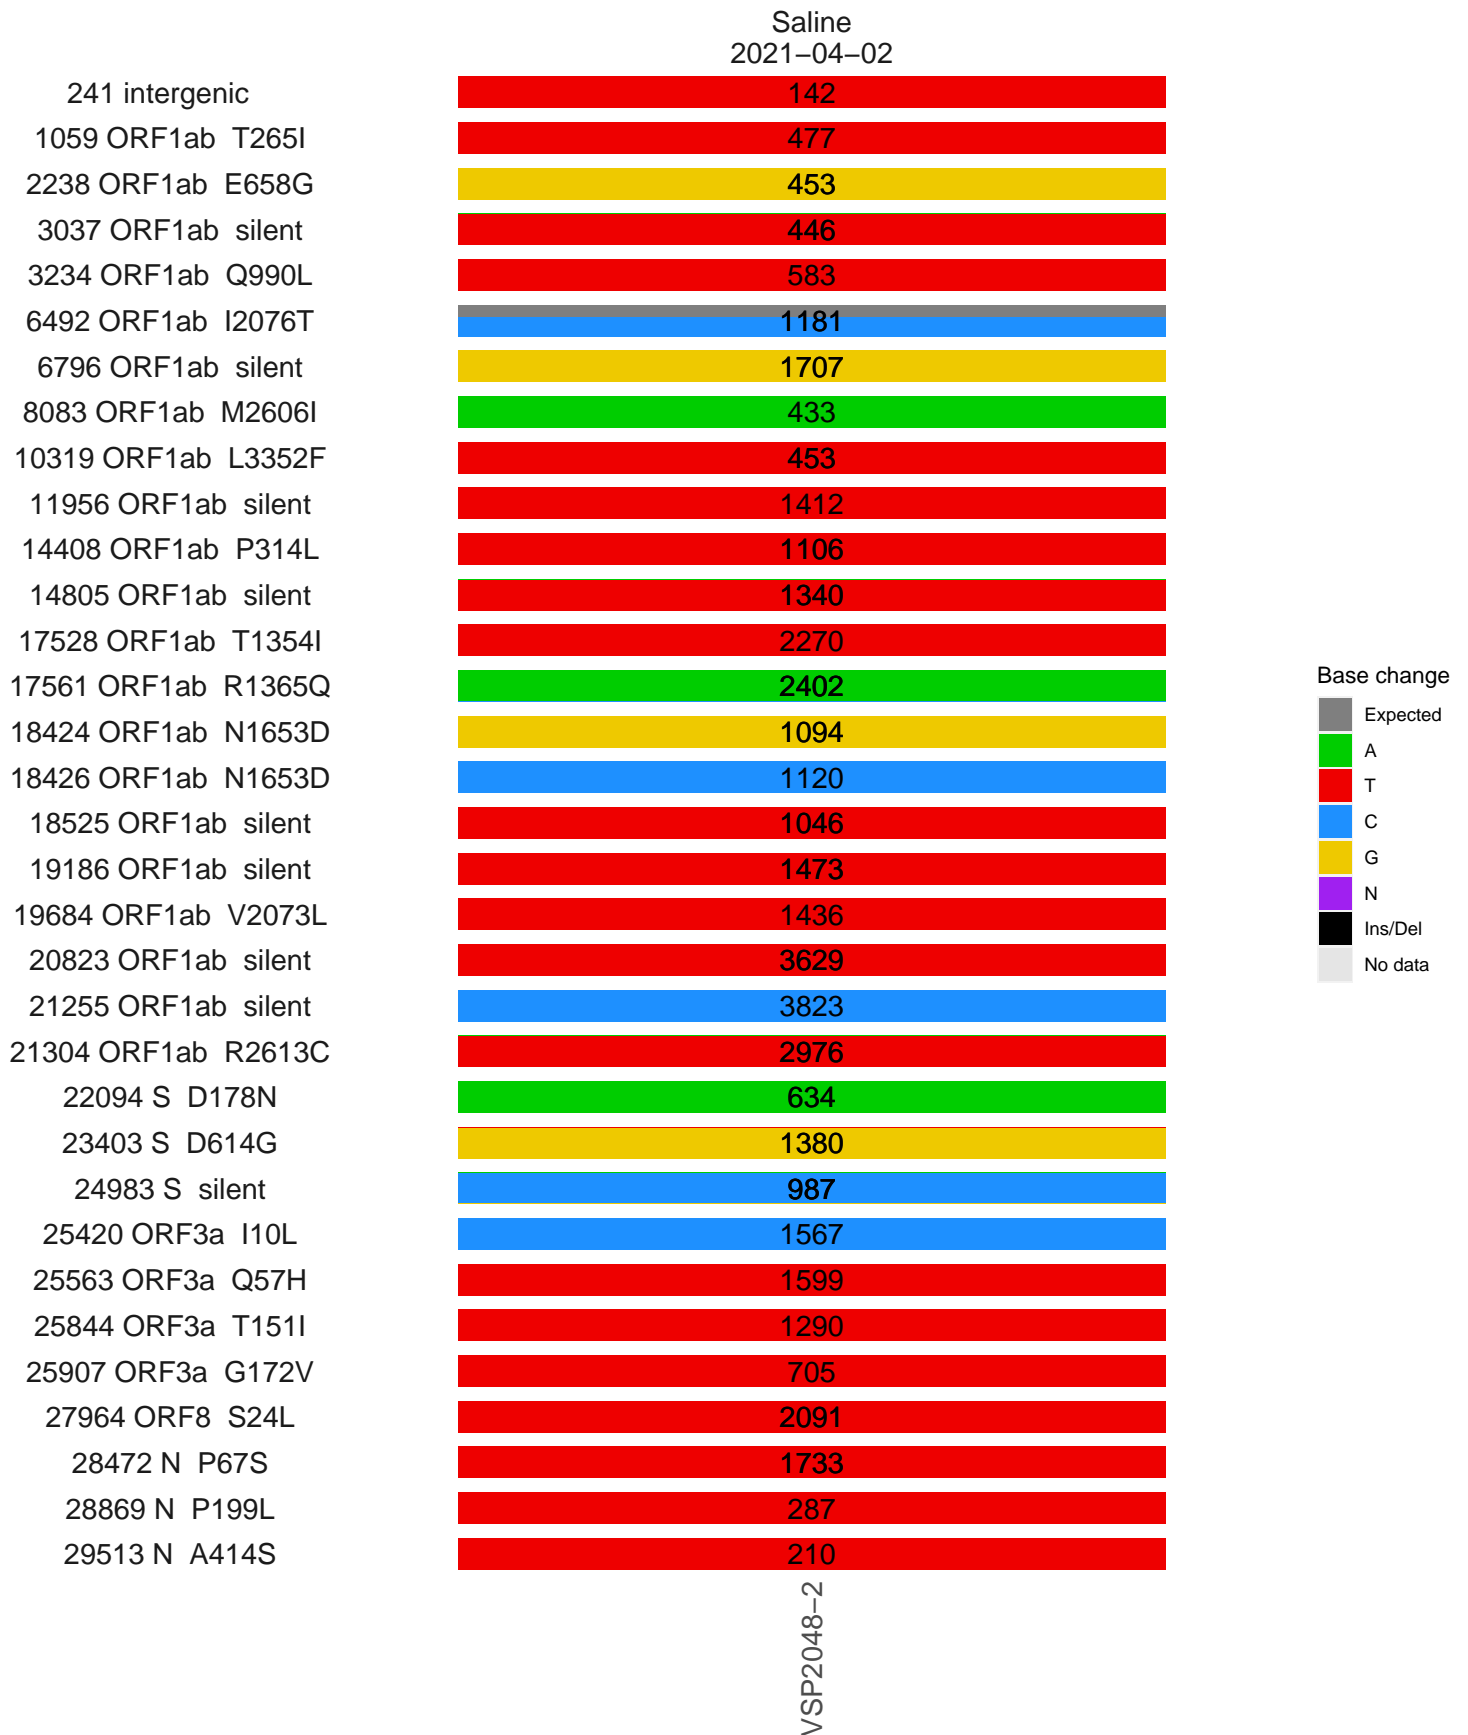 Saline
2021−04−02
241 intergenic 142
1059 ORF1ab T265I 477
2238 ORF1ab E658G 453
3037 ORF1ab silent 446
3234 ORF1ab Q990L 583
6492 ORF1ab I2076T 1181
6796 ORF1ab silent 1707
8083 ORF1ab M2606I 433
10319 ORF1ab L3352F 453
11956 ORF1ab silent 1412
14408 ORF1ab P314L 1106
14805 ORF1ab silent 1340
17528 ORF1ab T1354I 2270
17561 ORF1ab R1365Q 2402
18424 ORF1ab N1653D 1094
18426 ORF1ab N1653D 1120
18525 ORF1ab silent 1046
19186 ORF1ab silent 1473
19684 ORF1ab V2073L 1436
20823 ORF1ab silent 3629
21255 ORF1ab silent 3823
21304 ORF1ab R2613C 2976
22094 S D178N 634
23403 S D614G 1380
24983 S silent 987
25420 ORF3a I10L 1567
25563 ORF3a Q57H 1599
25844 ORF3a T151I 1290
25907 ORF3a G172V 705
27964 ORF8 S24L 2091
28472 N P67S 1733
28869 N P199L 287
29513 N A414S 210
VSP2048−2
Base change
Expected
A
T
C
G
N
Ins/Del
No data